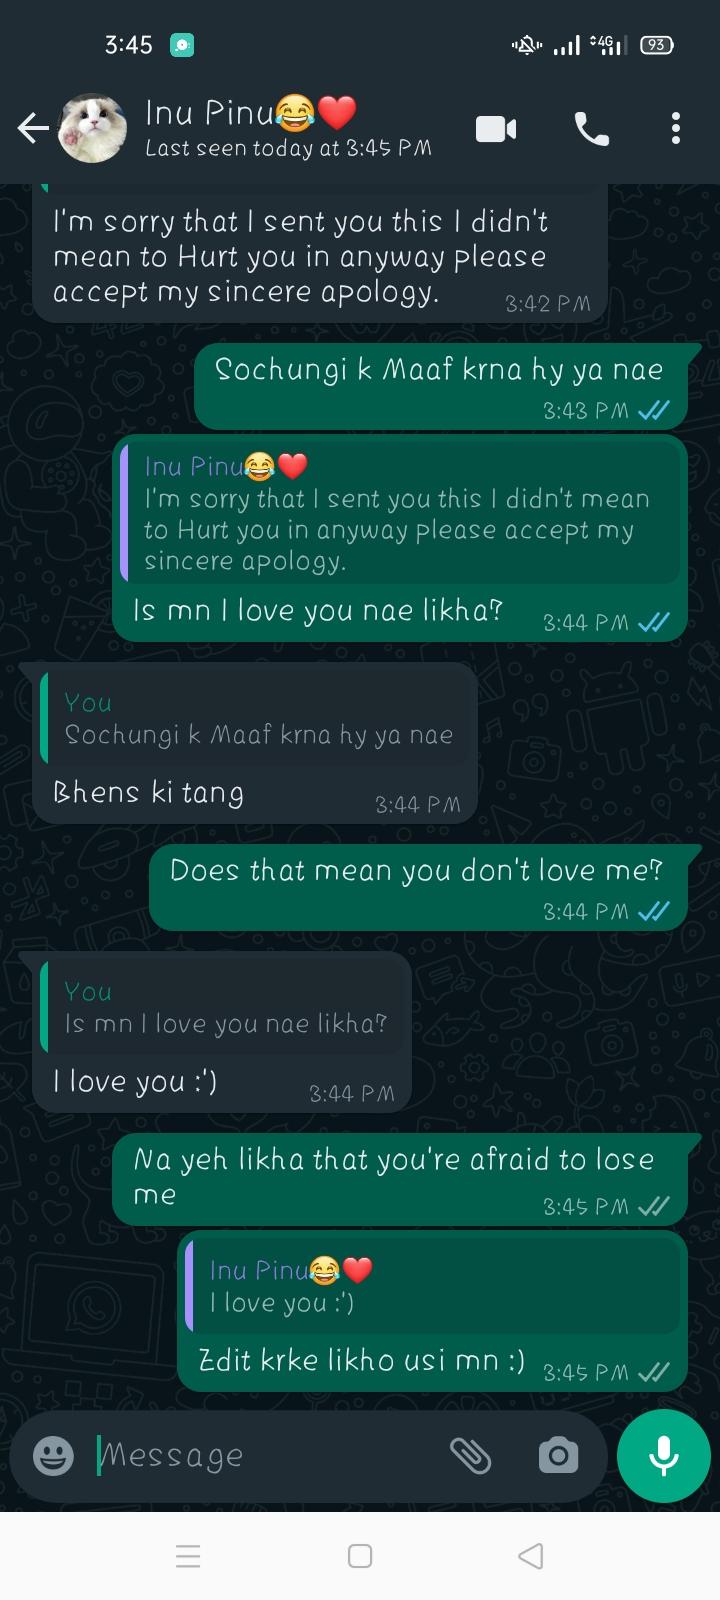 3:45
4G
93
Inu Pinu😂❤️
Last seen today at 3:45 PM
I'm sorry that I sent you this I didn't
mean to Hurt you in anyway please
accept my sincere apology.
3:42 PM
Sochungi k Maaf krna hy ya nae
3:43 PM
Inu Pinu😂❤️
I'm sorry that I sent you this I didn't mean
to Hurt you in anyway please accept my
sincere apology.
Is mn I love you nae likha?
3:44 PM
You
Sochungi k Maaf krna hy ya nae
Bhens ki tang
3:44 PM
Does that mean you don't love me?
3:44 PM
You
Is mn I love you nae likha?
I love you :')
3:44 PM
Na yeh likha that you're afraid to lose
me
3:45 PM
Inu Pinu😂❤️
I love you :')
Zdit krke likho usi mn :)
3:45 PM
Message